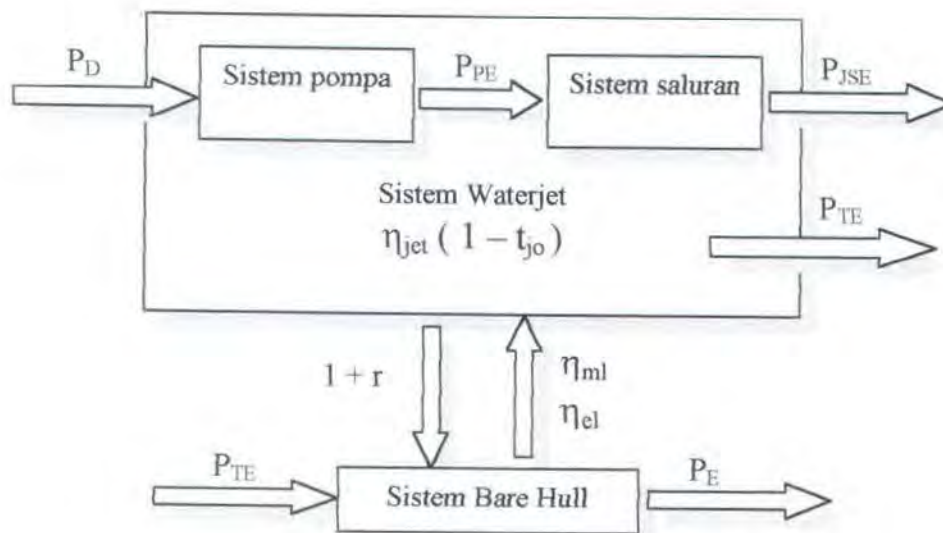 P_D
Sistem pompa
P_PE
Sistem saluran
P_JSE
Sistem Waterjet
η_jet ( 1 – t_jo )
P_TE
1 + r
η_ml
η_el
P_TE
Sistem Bare Hull
P_E